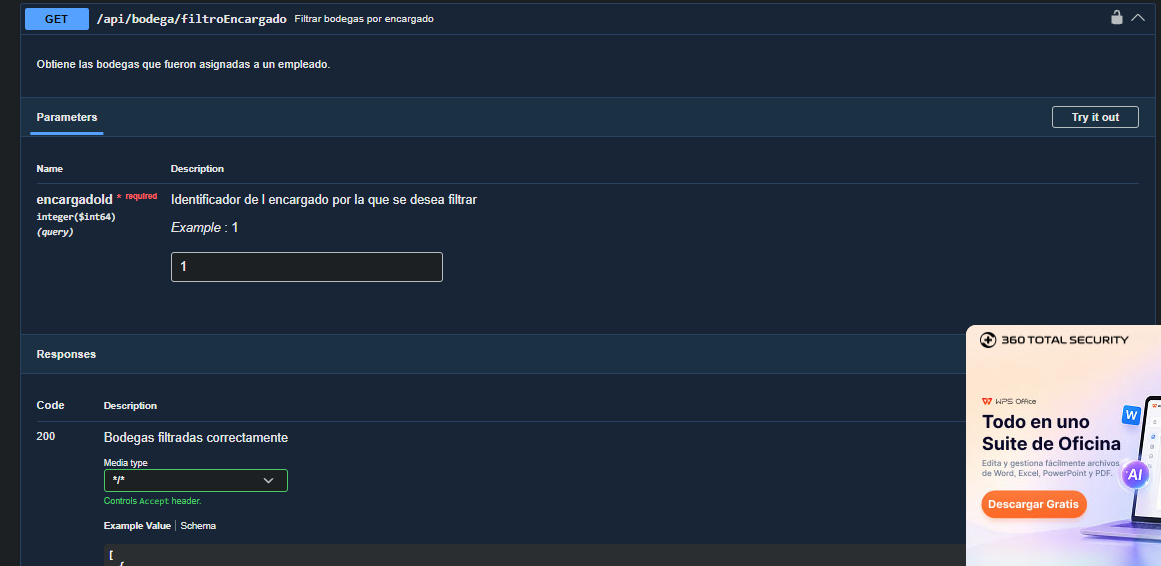 GET /api/bodega/filtroEncargado Filtrar bodegas por encargado
Obtiene las bodegas que fueron asignadas a un empleado.
Parameters
Try it out
Name Description
encargadoId * required Identificador de l encargado por la que se desea filtrar
integer($int64)
(query)
Example : 1
1
Responses
Code Description
200 Bodegas filtradas correctamente
Media type
*/*
Controls Accept header.
Example Value | Schema
[
{
360 TOTAL SECURITY
WPS Office
Todo en uno
Suite de Oficina
Edita y gestiona fácilmente archivos
de Word, Excel, PowerPoint y PDF.
Descargar Gratis
W
AI